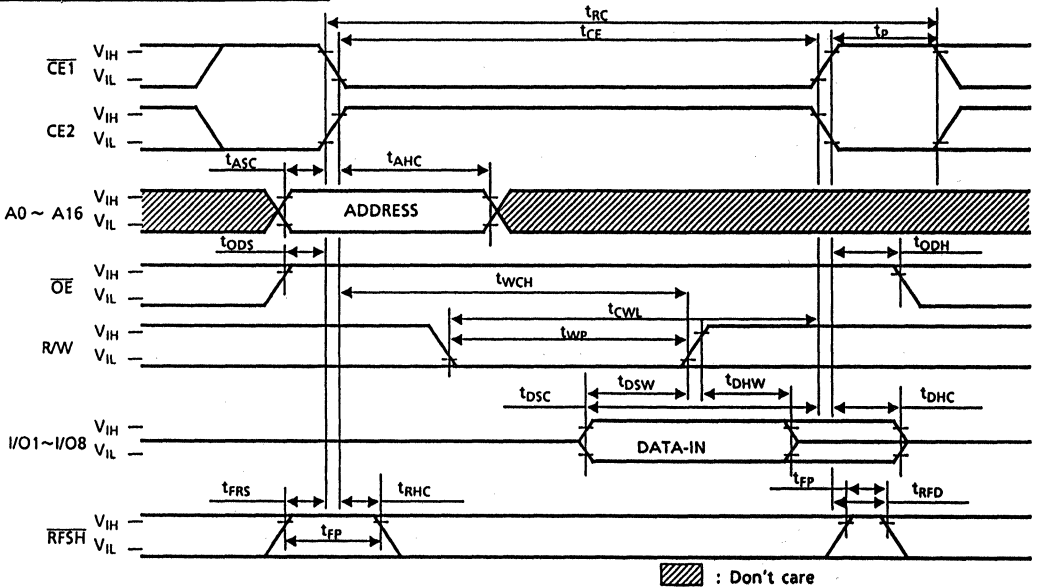 tRC
tCE
tP
CE1 VIH
VIL
CE2 VIH
VIL
tASC tAHC
A0 ~ A16 VIH
VIL
ADDRESS
tODS tODH
OE VIH
VIL
tWCH
tCWL
R/W VIH
VIL
tWP
tDSC tDSW tDHW tDHC
I/O1~I/O8 VIH
VIL
DATA-IN
tFRS tRHC tFP tRFD
RFSH VIH
VIL
tFP
: Don't care